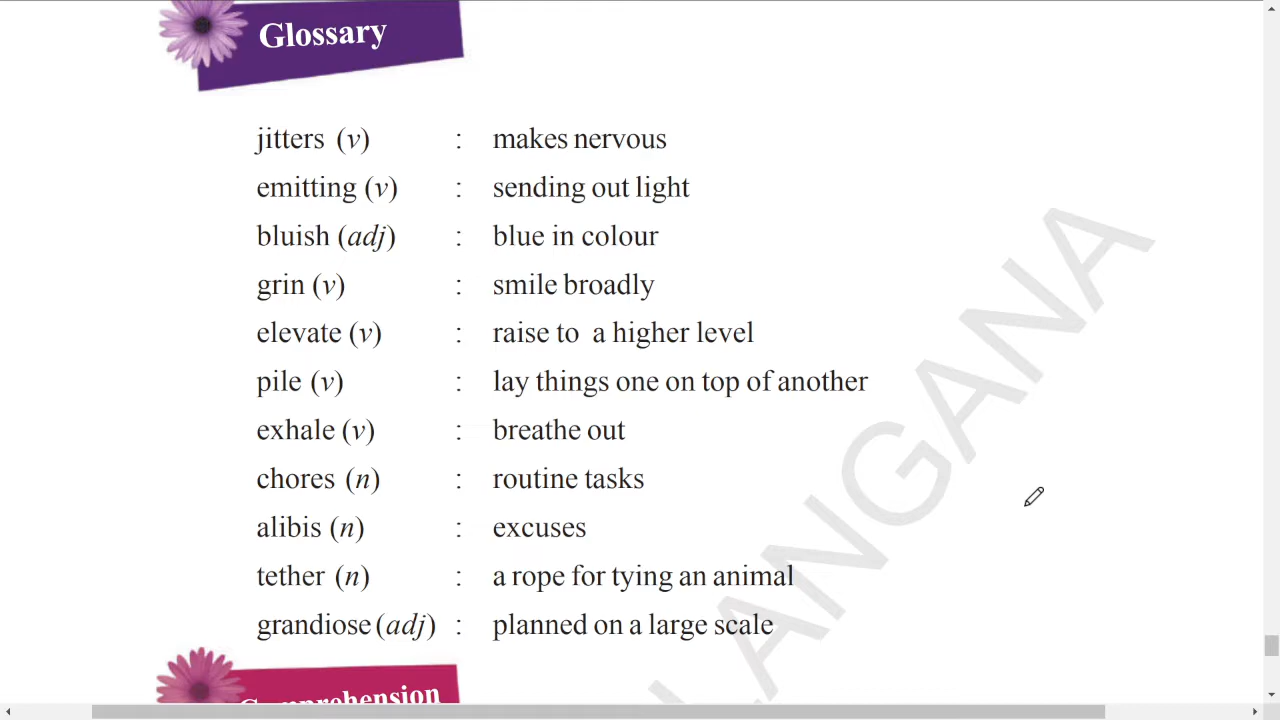 Glossary
jitters (v) : makes nervous
emitting (v) : sending out light
bluish (adj) : blue in colour
grin (v) : smile broadly
elevate (v) : raise to a higher level
pile (v) : lay things one on top of another
exhale (v) : breathe out
chores (n) : routine tasks
alibis (n) : excuses
tether (n) : a rope for tying an animal
grandiose (adj) : planned on a large scale
Comprehension
LANGANA